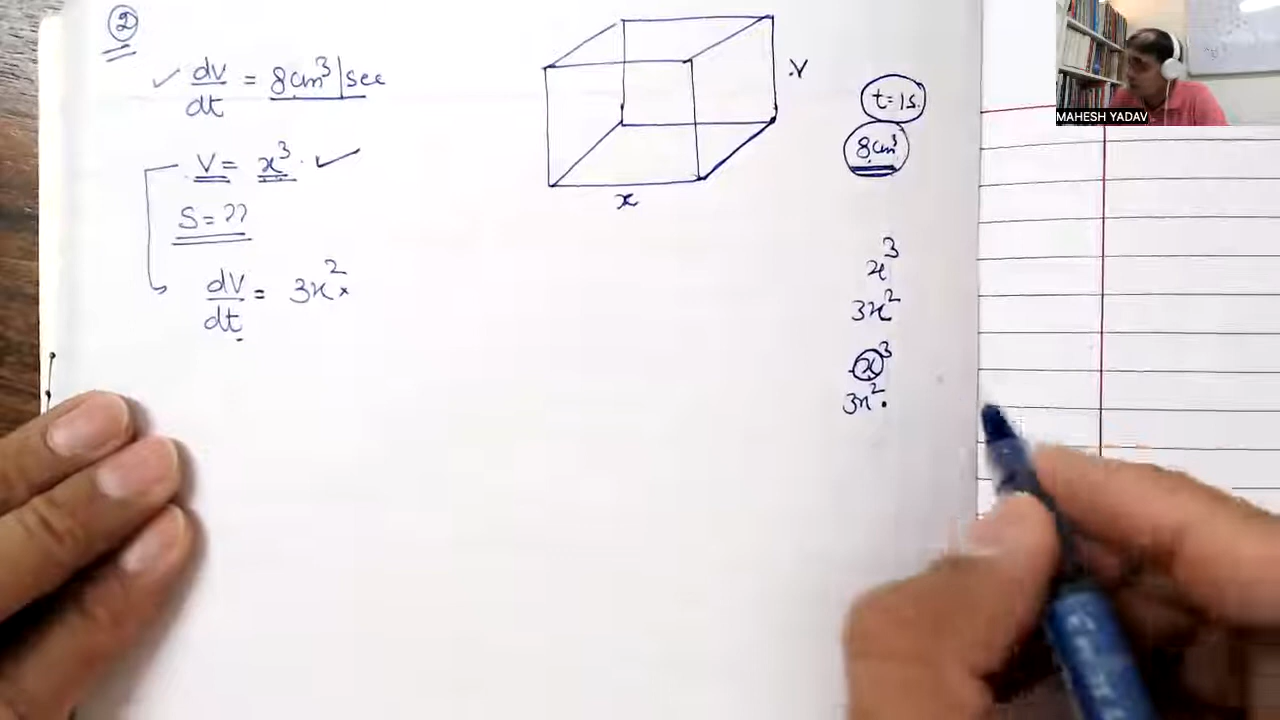 ②
✓ dv/dt = 8cm³|sec
V = x³. ✓
S = ??
dv/dt = 3x² ×
x
.V
t=1s.
8cm³
x³
3x²
x³
3x².
MAHESH YADAV